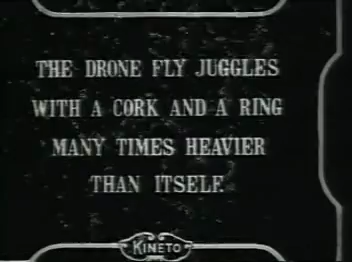 THE DRONE FLY JUGGLES
WITH A CORK AND A RING
MANY TIMES HEAVIER
THAN ITSELF.
KINETO